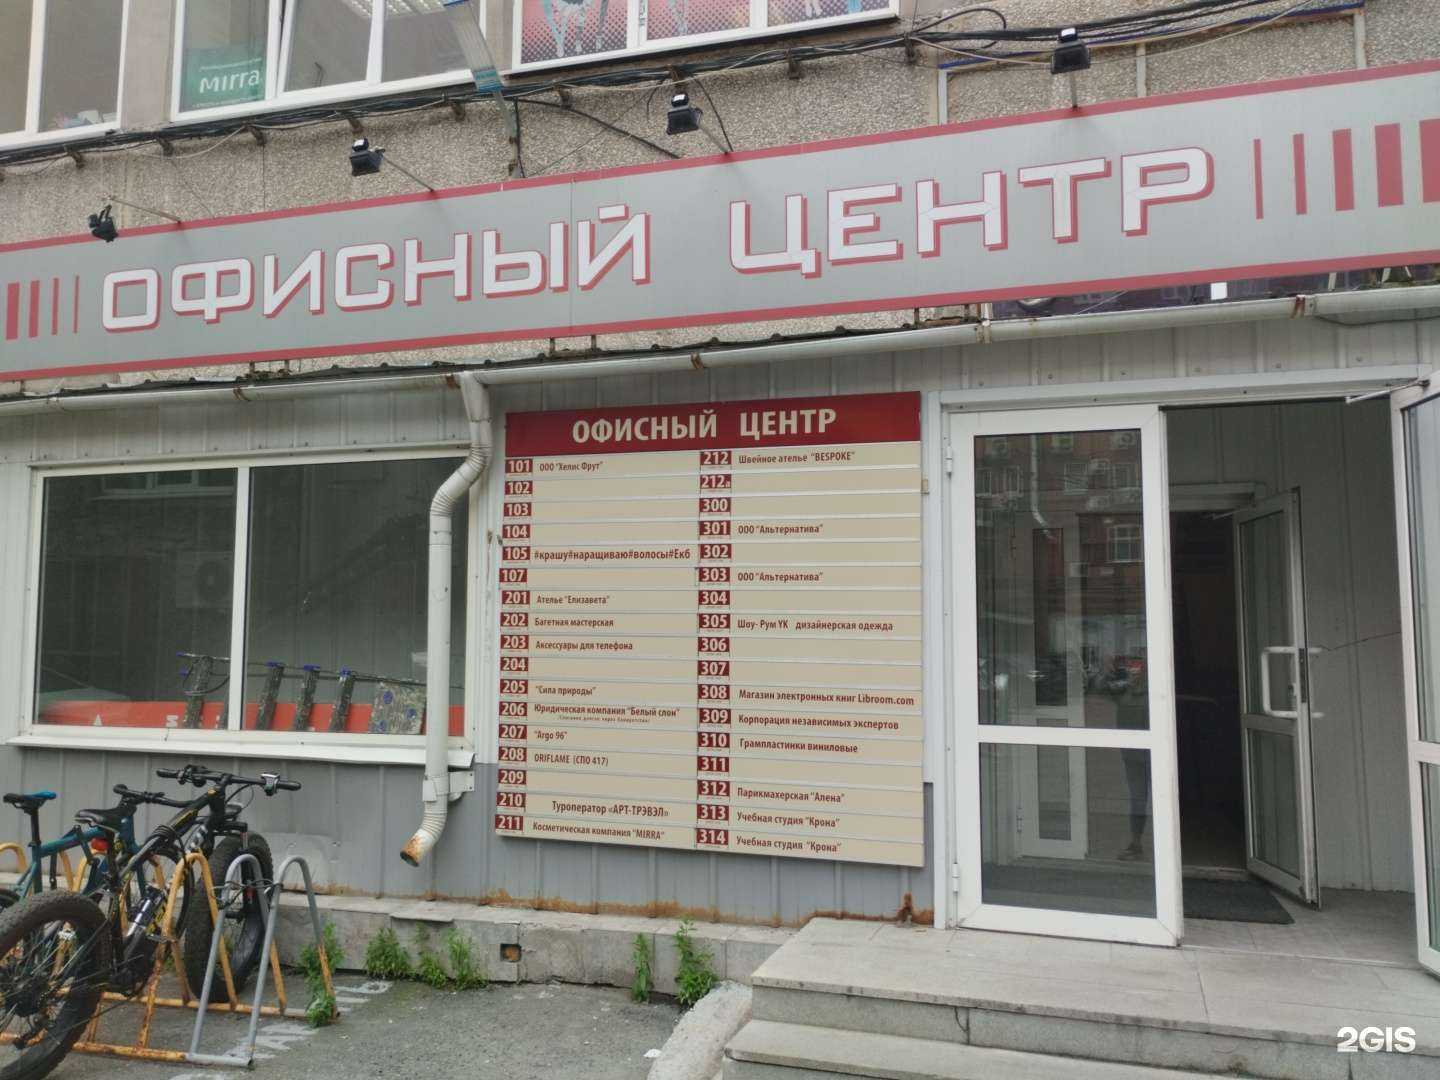 mırra
ОФИСНЫЙ ЦЕНТР
ОФИСНЫЙ ЦЕНТР
101 ООО "Хелис Фрут"
102
103
104
105 #крашу#наращиваю#волосы#Екб
107
201 Ателье "Елизавета"
202 Багетная мастерская
203 Аксессуары для телефона
204
205 "Сила природы"
206 Юридическая компания "Белый слон"
207 "Argo 96"
208 ORIFLAME (СПО 417)
209
210 Туроператор «АРТ-ТРЭВЭЛ»
211 Косметическая компания "MIRRA"
212 Швейное ателье "BESPOKE"
212а
300
301 ООО "Альтернатива"
302
303 ООО "Альтернатива"
304
305 Шоу- Рум YK дизайнерская одежда
306
307
308 Магазин электронных книг Libroom.com
309 Корпорация независимых экспертов
310 Грампластинки виниловые
311
312 Парикмахерская "Алена"
313 Учебная студия "Крона"
314 Учебная студия "Крона"
2GIS